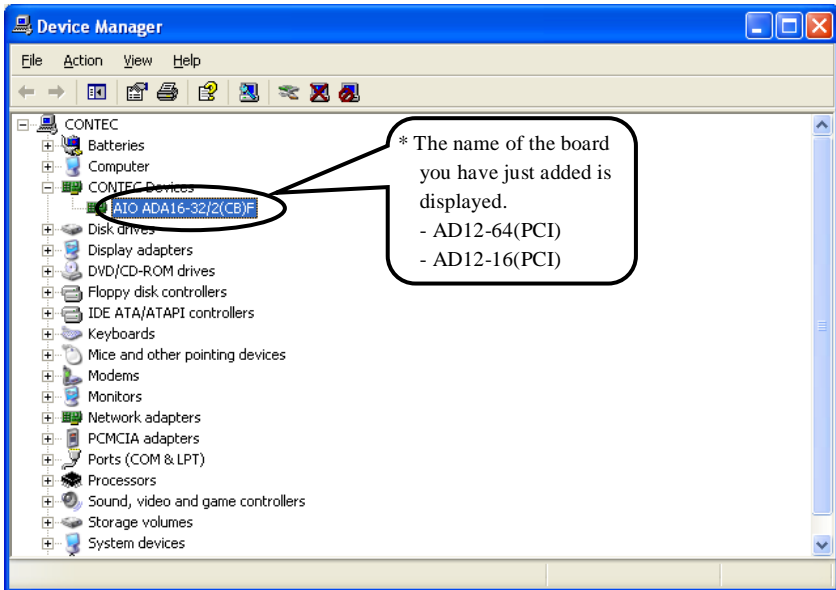 Device Manager
File Action View Help
CONTEC
Batteries
Computer
CONTEC Devices
AIO ADA16-32/2(CB)F
Disk drives
Display adapters
DVD/CD-ROM drives
Floppy disk controllers
IDE ATA/ATAPI controllers
Keyboards
Mice and other pointing devices
Modems
Monitors
Network adapters
PCMCIA adapters
Ports (COM & LPT)
Processors
Sound, video and game controllers
Storage volumes
System devices
* The name of the board
you have just added is
displayed.
- AD12-64(PCI)
- AD12-16(PCI)